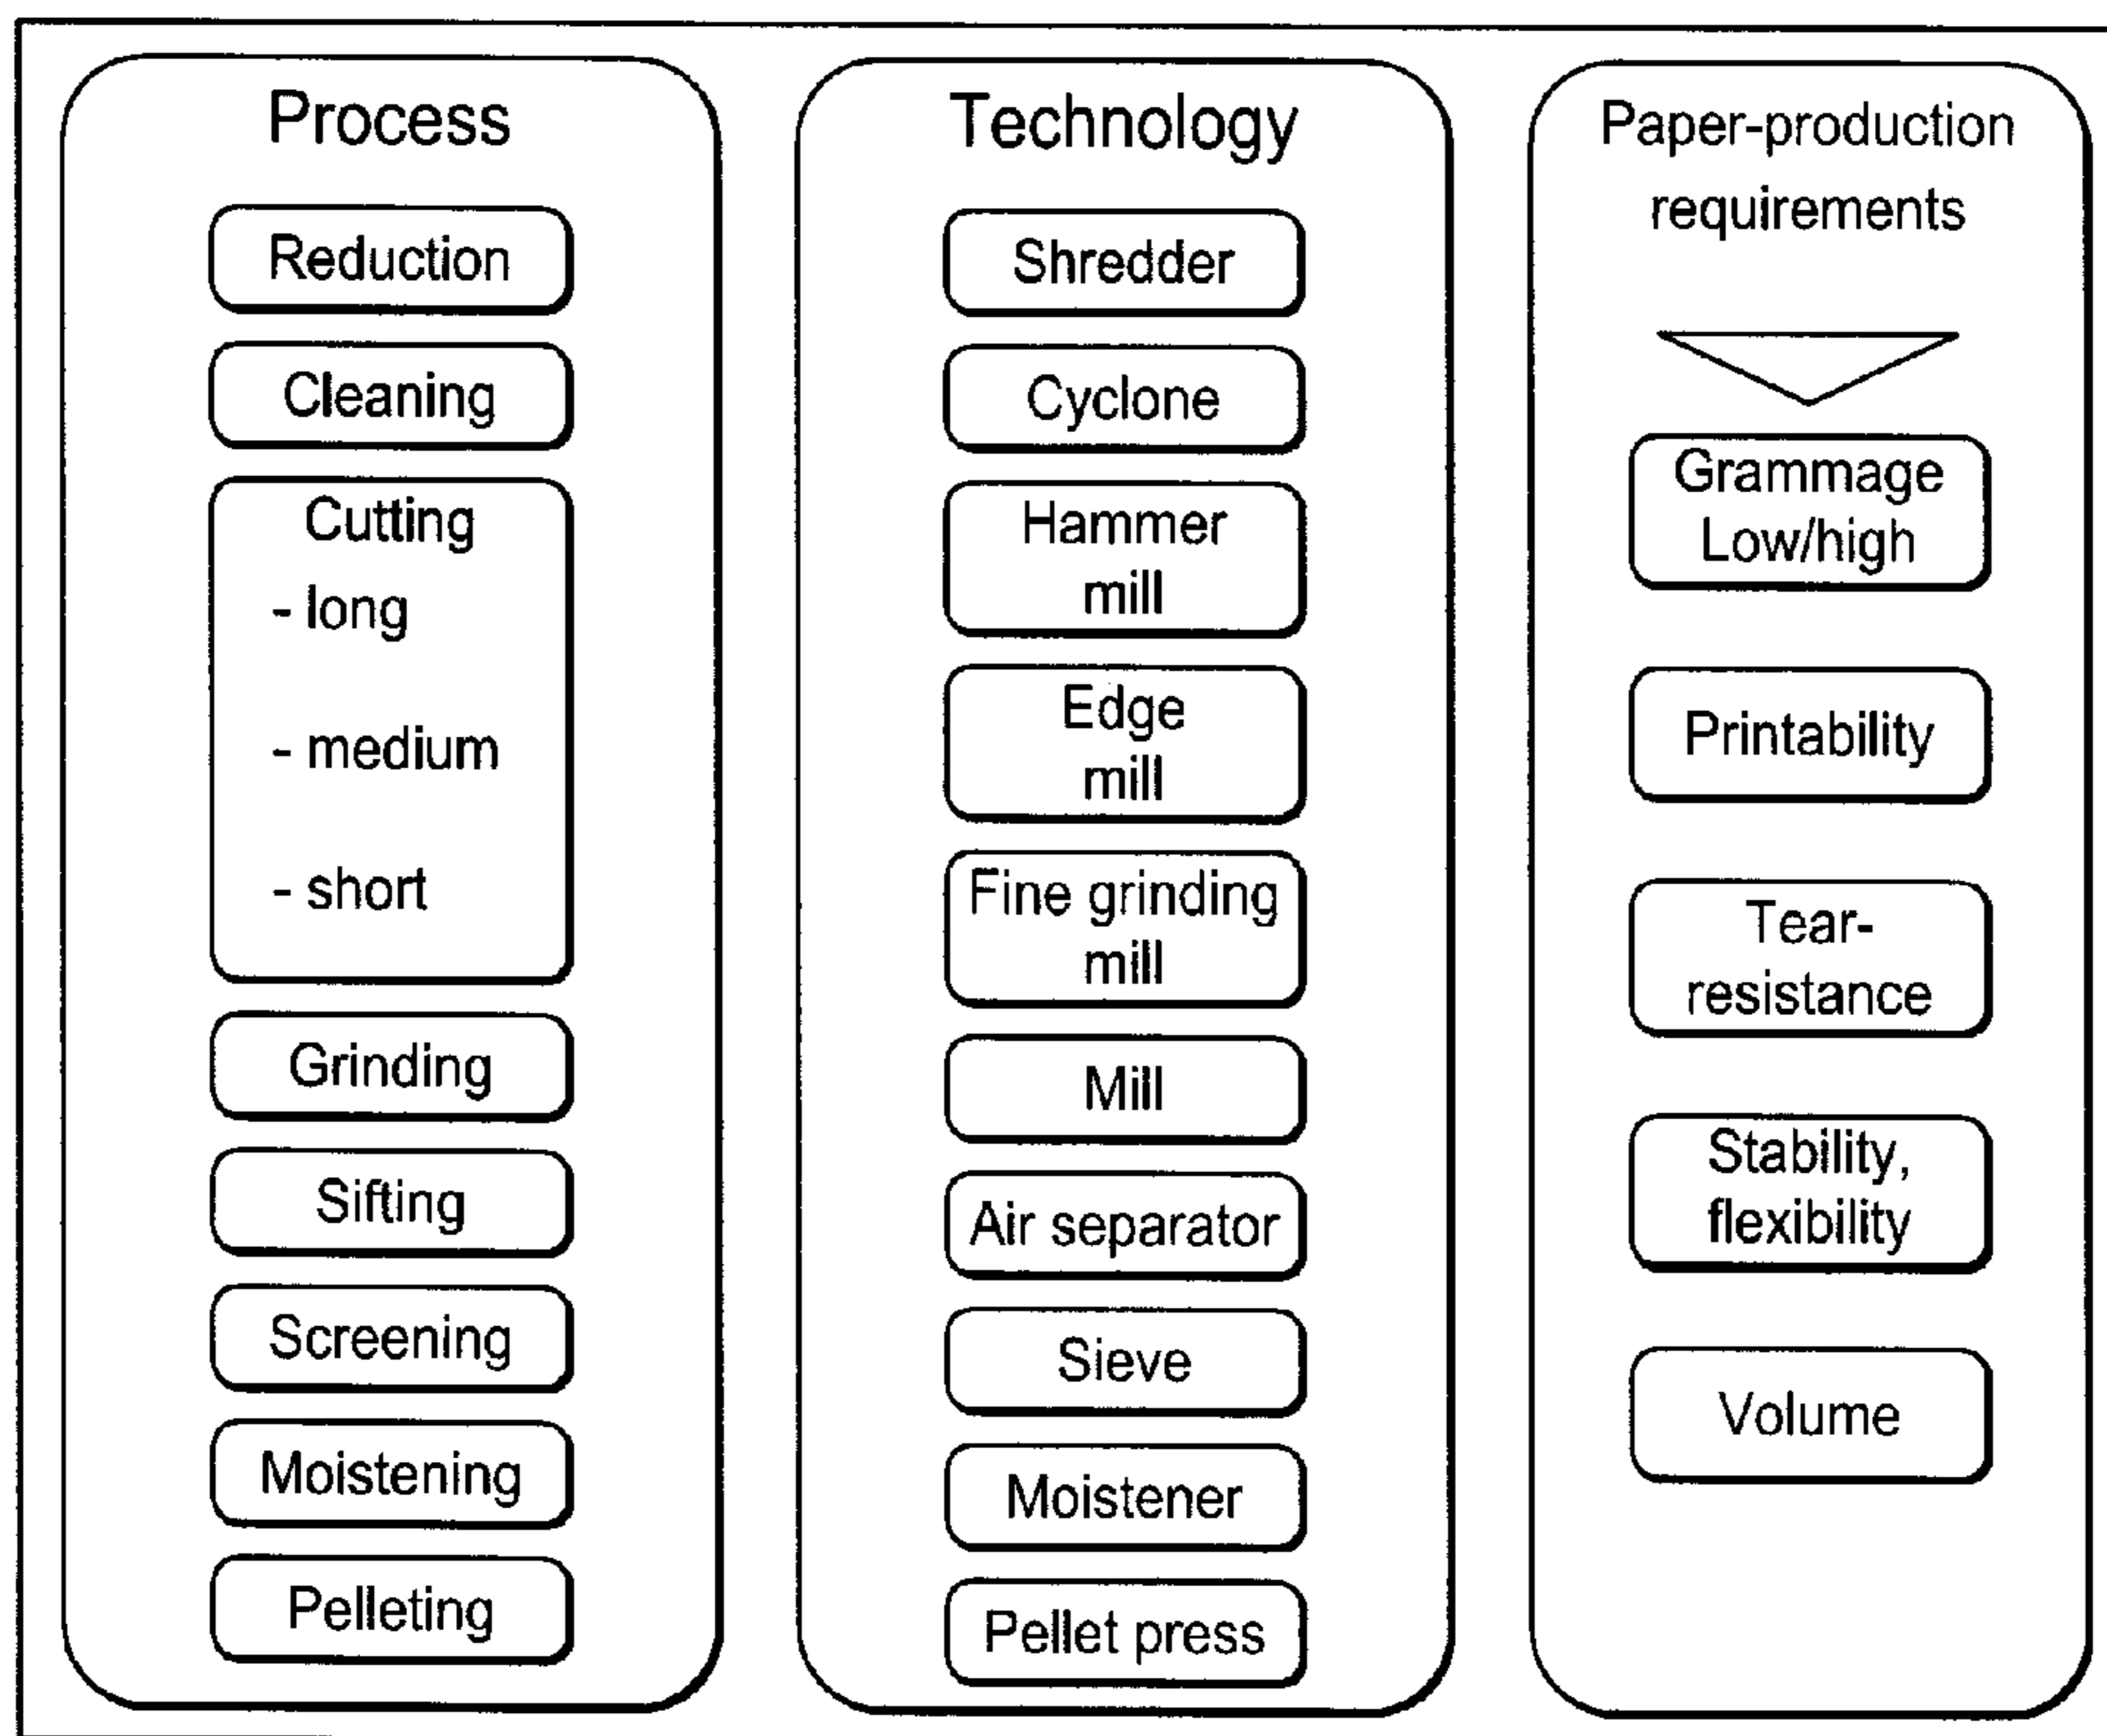 Process
Reduction
Cleaning
Cutting
- long
- medium
- short
Grinding
Sifting
Screening
Moistening
Pelleting
Technology
Shredder
Cyclone
Hammer
mill
Edge
mill
Fine grinding
mill
Mill
Air separator
Sieve
Moistener
Pellet press
Paper-production
requirements
Grammage
Low/high
Printability
Tear-
resistance
Stability,
flexibility
Volume